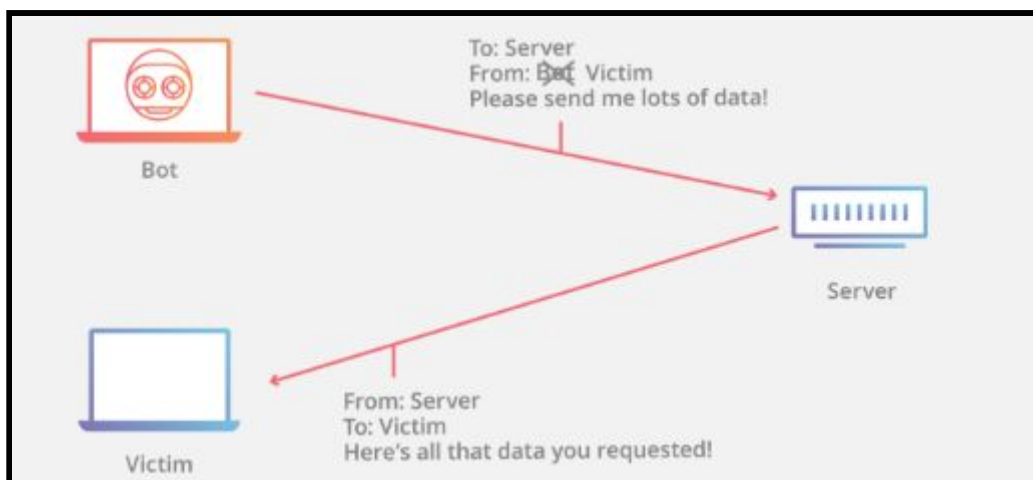 To: Server
From: Bot Victim
Please send me lots of data!
Bot
Server
From: Server
To: Victim
Here's all that data you requested!
Victim